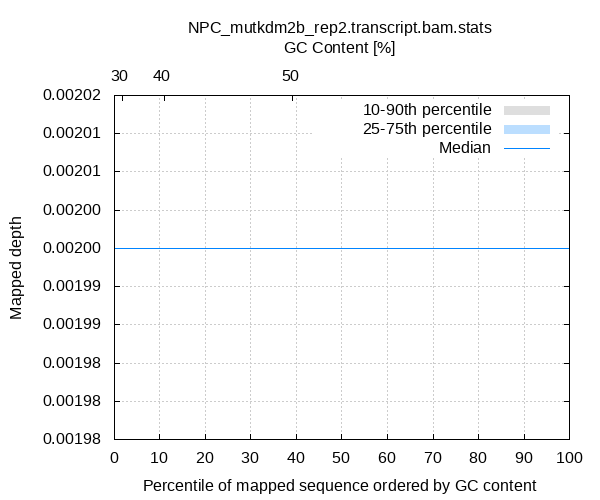 NPC_mutkdm2b_rep2.transcript.bam.stats
GC Content [%]
30 40 50
0.00202
0.00201
0.00201
0.00200
0.00200
0.00199
0.00199
0.00198
0.00198
0.00198
10-90th percentile
25-75th percentile
Median
Mapped depth
0 10 20 30 40 50 60 70 80 90 100
Percentile of mapped sequence ordered by GC content